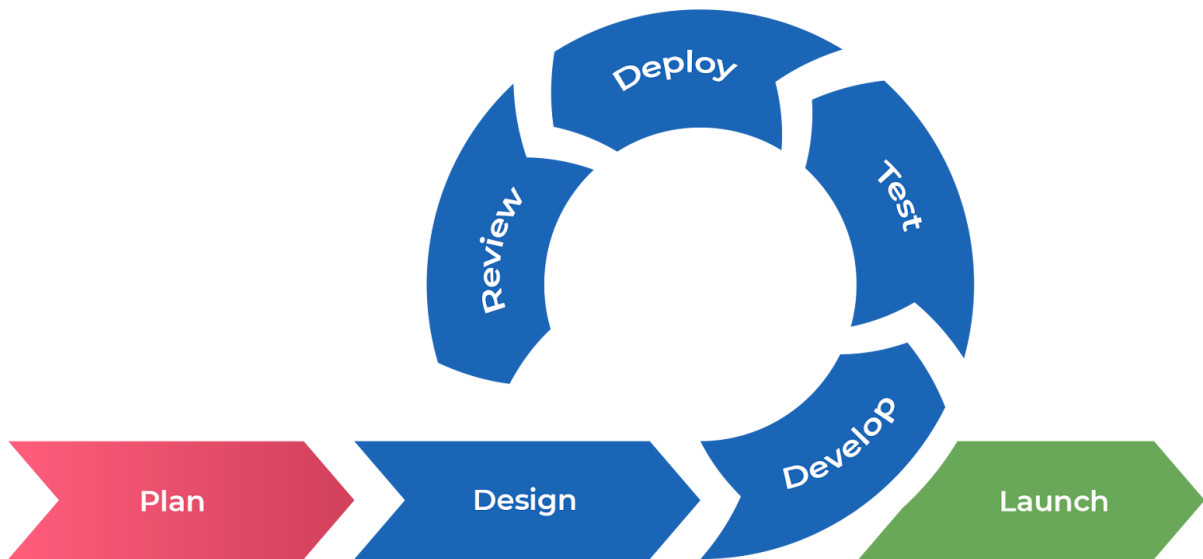 Plan
Design
Develop
Test
Deploy
Review
Launch